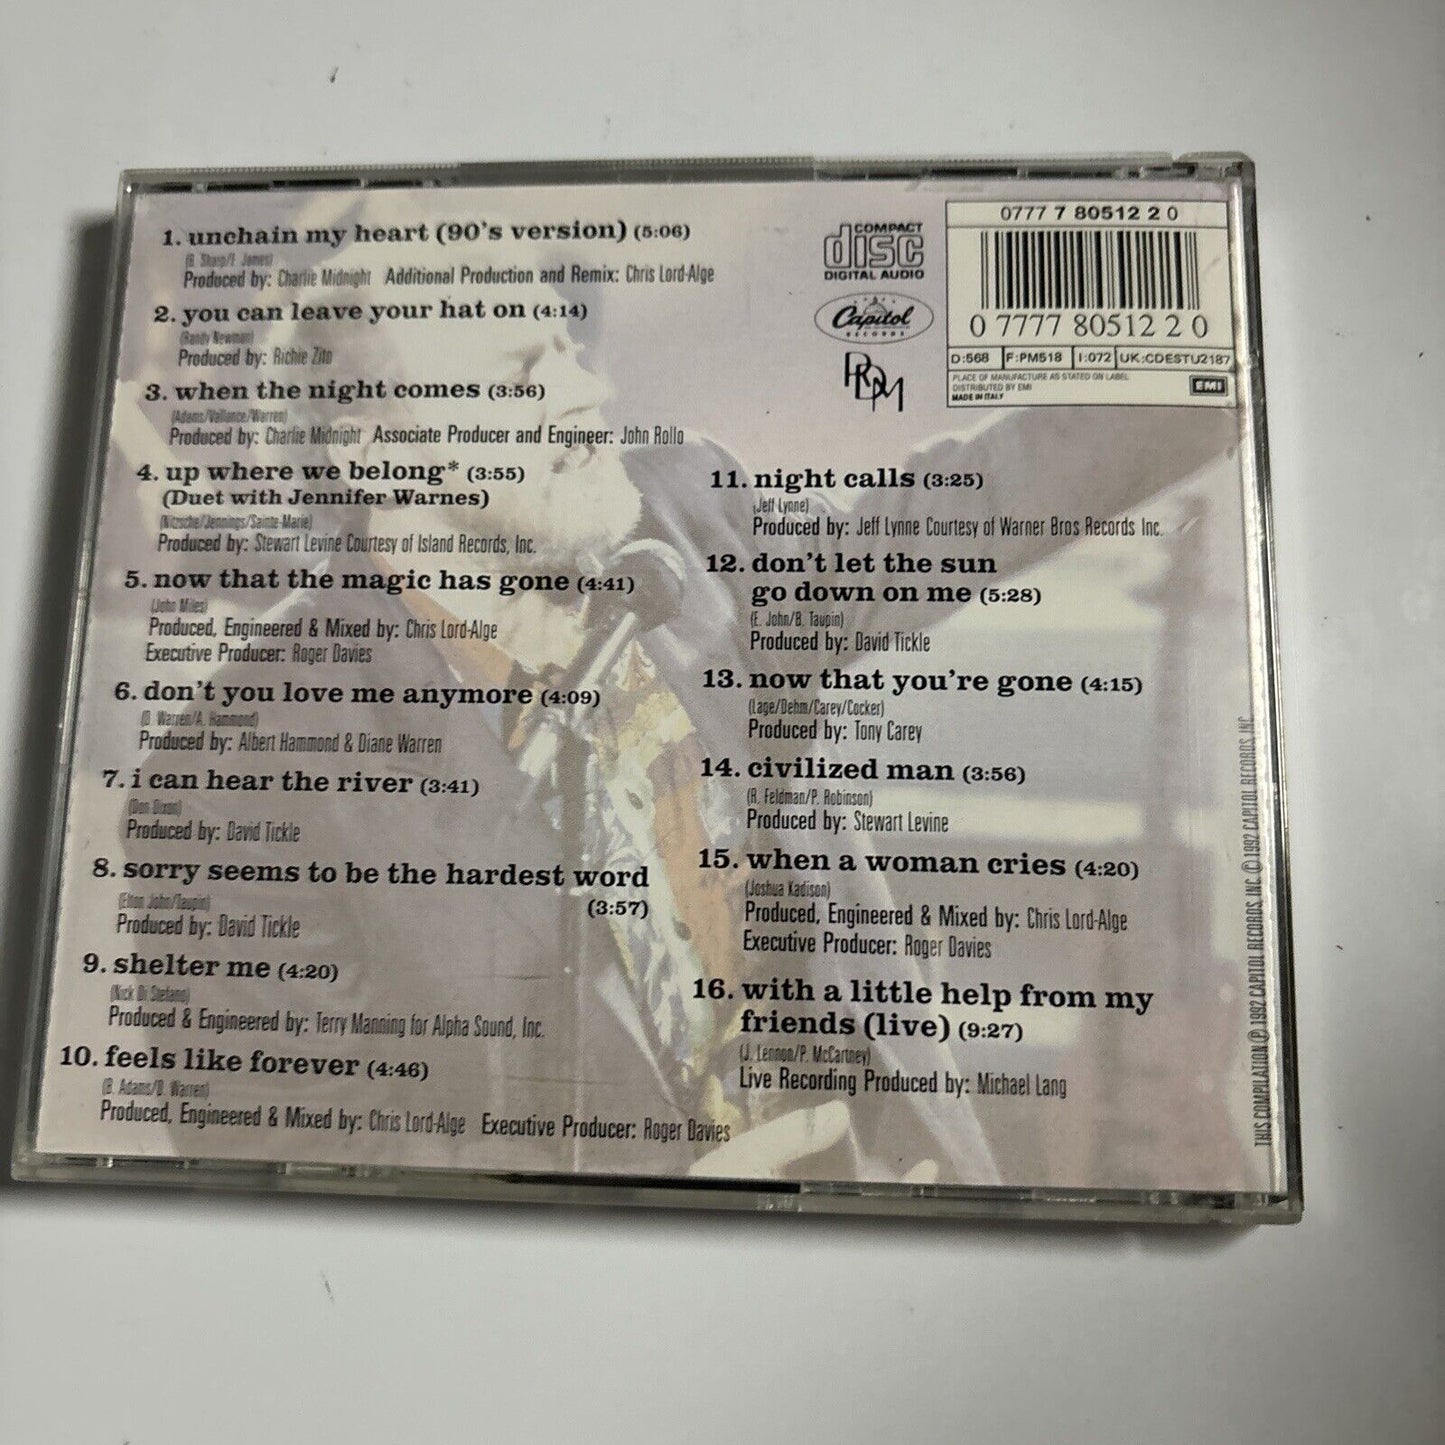 1. unchain my heart (90's version) (5:06)
(B. Sharp/T. James)
Produced by: Charlie Midnight Additional Production and Remix: Chris Lord-Alge
2. you can leave your hat on (4:14)
(Randy Newman)
Produced by: Richie Zito
3. when the night comes (3:56)
(Adams/Vallance/Warren)
Produced by: Charlie Midnight Associate Producer and Engineer: John Rollo
4. up where we belong* (3:55)
(Duet with Jennifer Warnes)
(Nitzsche/Jennings/Sainte-Marie)
Produced by: Stewart Levine Courtesy of Island Records, Inc.
5. now that the magic has gone (4:41)
(John Miles)
Produced, Engineered & Mixed by: Chris Lord-Alge
Executive Producer: Roger Davies
6. don't you love me anymore (4:09)
(D. Warren/A. Hammond)
Produced by: Albert Hammond & Diane Warren
7. i can hear the river (3:41)
(Don Dixon)
Produced by: David Tickle
8. sorry seems to be the hardest word
(3:57)
(Elton John/Taupin)
Produced by: David Tickle
9. shelter me (4:20)
(Nick Di Stefano)
Produced & Engineered by: Terry Manning for Alpha Sound, Inc.
10. feels like forever (4:46)
(B. Adams/D. Warren)
Produced, Engineered & Mixed by: Chris Lord-Alge Executive Producer: Roger Davies
COMPACT
disc
DIGITAL AUDIO
Capitol
RECORDS
RDM
0777 7 80512 2 0
0 7777 80512 2 0
D:568 F:PM518 I:072 UK:CDESTU2187
PLACE OF MANUFACTURE AS STATED ON LABEL
DISTRIBUTED BY EMI
MADE IN ITALY
EMI
11. night calls (3:25)
(Jeff Lynne)
Produced by: Jeff Lynne Courtesy of Warner Bros Records Inc.
12. don't let the sun
go down on me (5:28)
(E. John/B. Taupin)
Produced by: David Tickle
13. now that you're gone (4:15)
(Lage/Dehm/Carey/Cocker)
Produced by: Tony Carey
14. civilized man (3:56)
(R. Feldman/P. Robinson)
Produced by: Stewart Levine
15. when a woman cries (4:20)
(Joshua Kadison)
Produced, Engineered & Mixed by: Chris Lord-Alge
Executive Producer: Roger Davies
16. with a little help from my
friends (live) (9:27)
(J. Lennon/P. McCartney)
Live Recording Produced by: Michael Lang
THIS COMPILATION ℗ 1992 CAPITOL RECORDS, INC. © 1992 CAPITOL RECORDS, INC.